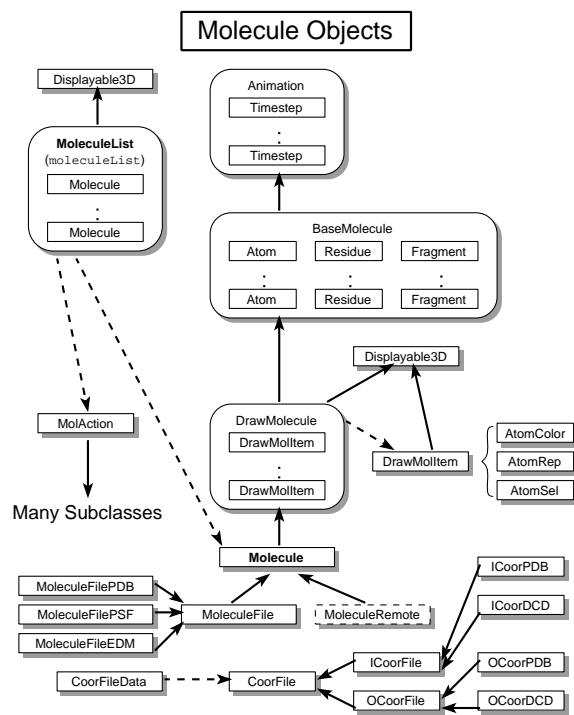 Molecule Objects
Displayable3D
MoleculeList
(moleculeList)
Molecule
:
Molecule
Animation
Timestep
:
Timestep
BaseMolecule
Atom Residue Fragment
: : :
Atom Residue Fragment
Displayable3D
DrawMolecule
DrawMolItem
:
DrawMolItem
DrawMolItem
AtomColor
AtomRep
AtomSel
MolAction
Many Subclasses
Molecule
MoleculeFilePDB
MoleculeFilePSF
MoleculeFileEDM
MoleculeFile
MoleculeRemote
ICoorPDB
ICoorDCD
CoorFileData
CoorFile
ICoorFile
OCoorFile
OCoorPDB
OCoorDCD